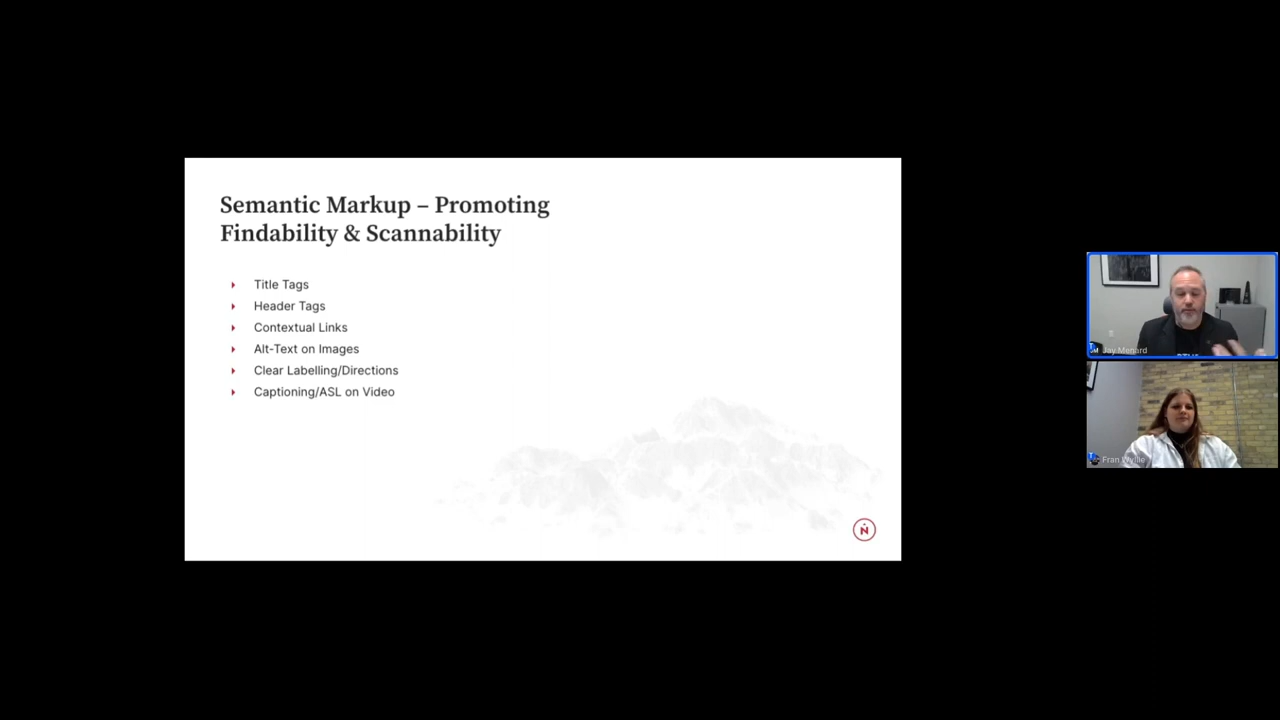 Semantic Markup – Promoting
Findability & Scannability
Title Tags
Header Tags
Contextual Links
Alt-Text on Images
Clear Labelling/Directions
Captioning/ASL on Video
N
Jay Menard
Fran Wyllie